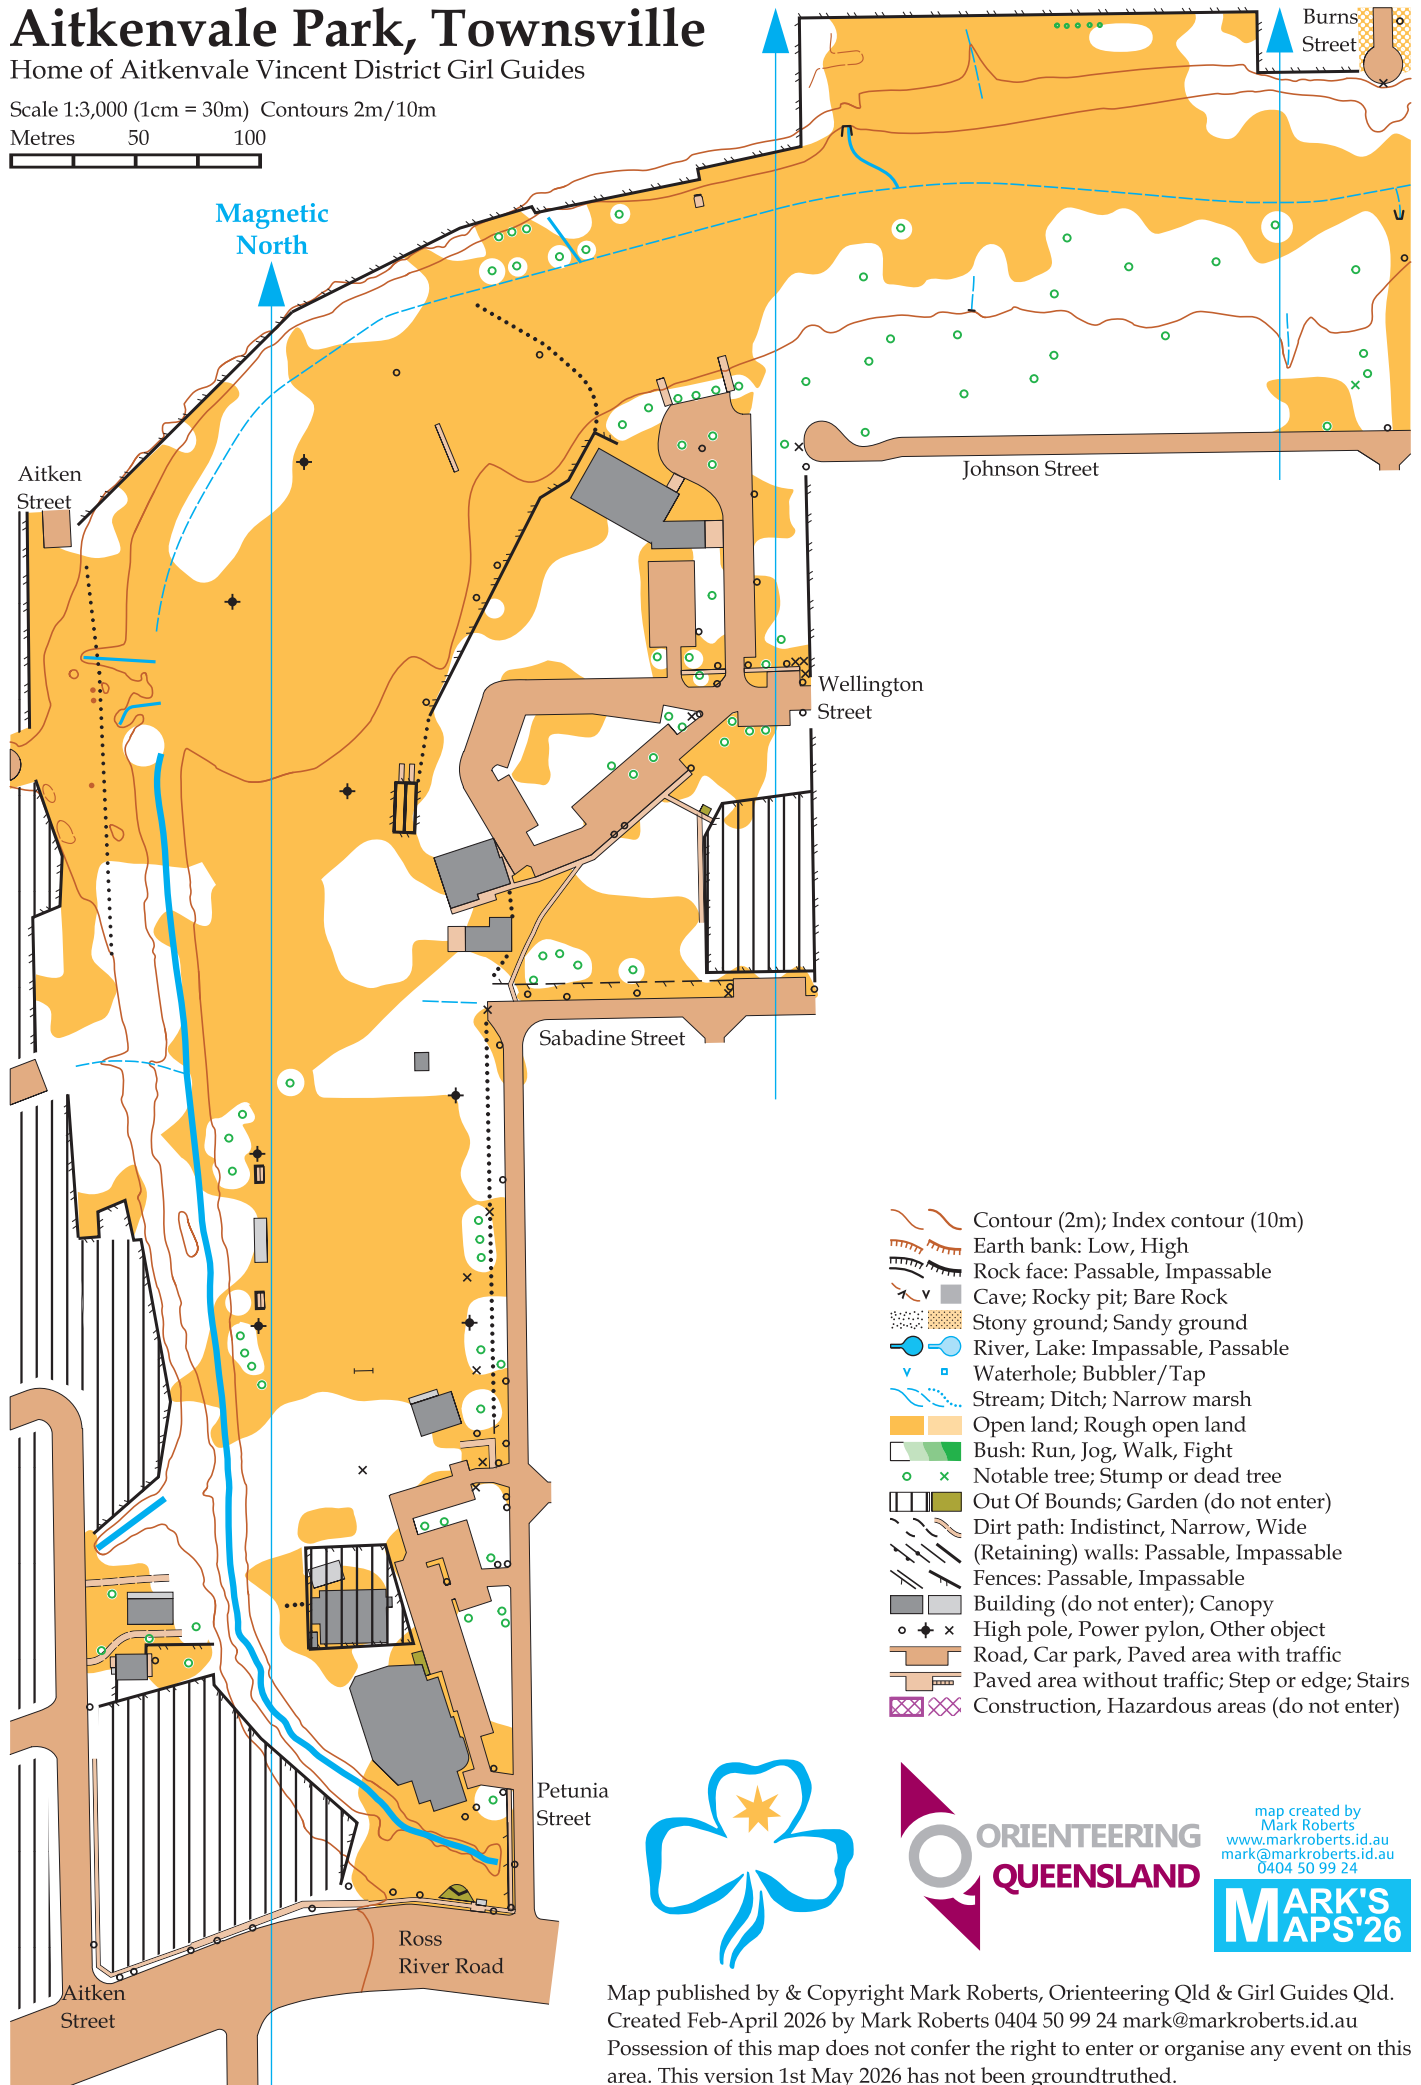 Aitkenvale Park, Townsville
Home of Aitkenvale Vincent District Girl Guides
Scale 1:3,000 (1cm = 30m)  Contours 2m/10m
Metres 50 100
Burns
Street
Magnetic
North
Aitken
Street
Johnson Street
Wellington
Street
Sabadine Street
Contour (2m); Index contour (10m)
Earth bank: Low, High
Rock face: Passable, Impassable
Cave; Rocky pit; Bare Rock
Stony ground; Sandy ground
River, Lake: Impassable, Passable
Waterhole; Bubbler/Tap
Stream; Ditch; Narrow marsh
Open land; Rough open land
Bush: Run, Jog, Walk, Fight
Notable tree; Stump or dead tree
Out Of Bounds; Garden (do not enter)
Dirt path: Indistinct, Narrow, Wide
(Retaining) walls: Passable, Impassable
Fences: Passable, Impassable
Building (do not enter); Canopy
High pole, Power pylon, Other object
Road, Car park, Paved area with traffic
Paved area without traffic; Step or edge; Stairs
Construction, Hazardous areas (do not enter)
Petunia
Street
ORIENTEERING
QUEENSLAND
map created by
Mark Roberts
www.markroberts.id.au
mark@markroberts.id.au
0404 50 99 24
MARK'S
MAPS'26
Ross
River Road
Aitken
Street
Map published by & Copyright Mark Roberts, Orienteering Qld & Girl Guides Qld.
Created Feb-April 2026 by Mark Roberts 0404 50 99 24 mark@markroberts.id.au
Possession of this map does not confer the right to enter or organise any event on this
area. This version 1st May 2026 has not been groundtruthed.